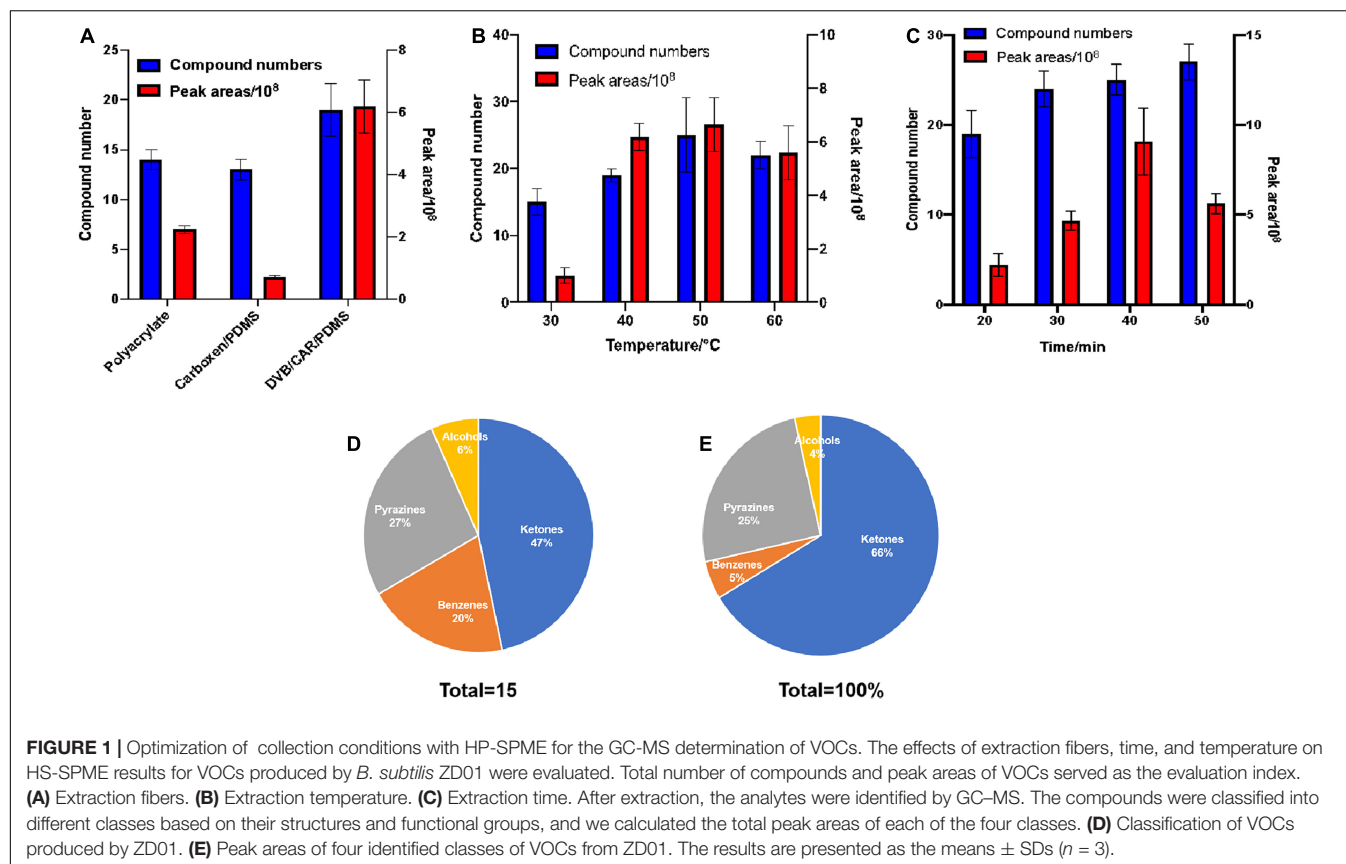 A
Compound numbers
Peak areas/10⁸
Compound number
25
20
15
10
5
0
Peak area/10⁸
8
6
4
2
0
Polyacrylate
Carboxen/PDMS
DVB/CAR/PDMS
B
Compound numbers
Peak areas/10⁸
Compound number
40
30
20
10
0
Peak area/10⁸
10
8
6
4
2
0
30 40 50 60
Temperature/°C
C
Compound numbers
Peak areas/10⁸
Compound number
30
20
10
0
Peak area/10⁸
15
10
5
0
20 30 40 50
Time/min
D
Alcohols
6%
Pyrazines
27%
Ketones
47%
Benzenes
20%
Total=15
E
Alcohols
4%
Pyrazines
25%
Ketones
66%
Benzenes
5%
Total=100%
FIGURE 1 | Optimization of collection conditions with HP-SPME for the GC-MS determination of VOCs. The effects of extraction fibers, time, and temperature on
HS-SPME results for VOCs produced by B. subtilis ZD01 were evaluated. Total number of compounds and peak areas of VOCs served as the evaluation index.
(A) Extraction fibers. (B) Extraction temperature. (C) Extraction time. After extraction, the analytes were identified by GC–MS. The compounds were classified into
different classes based on their structures and functional groups, and we calculated the total peak areas of each of the four classes. (D) Classification of VOCs
produced by ZD01. (E) Peak areas of four identified classes of VOCs from ZD01. The results are presented as the means ± SDs (n = 3).